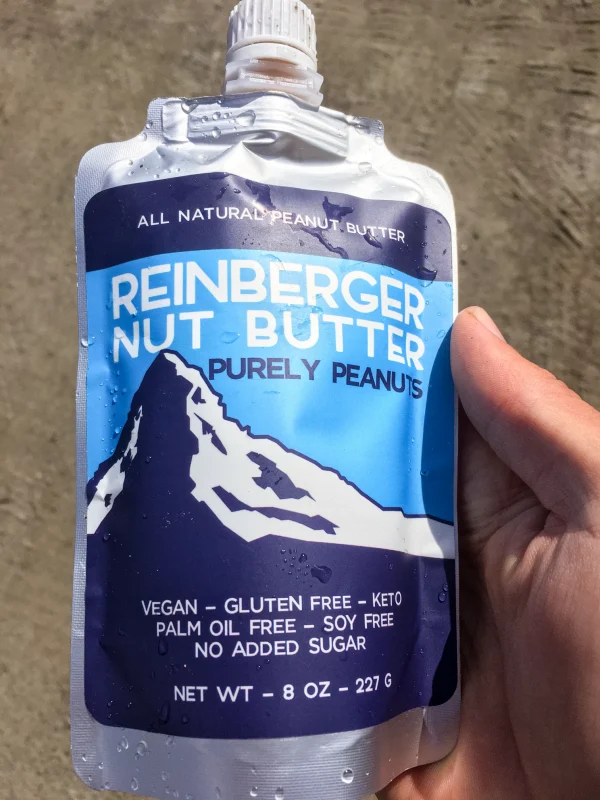 ALL NATURAL PEANUT BUTTER
REINBERGER
NUT BUTTER
PURELY PEANUTS
VEGAN – GLUTEN FREE – KETO
PALM OIL FREE – SOY FREE
NO ADDED SUGAR
NET WT – 8 OZ – 227 G